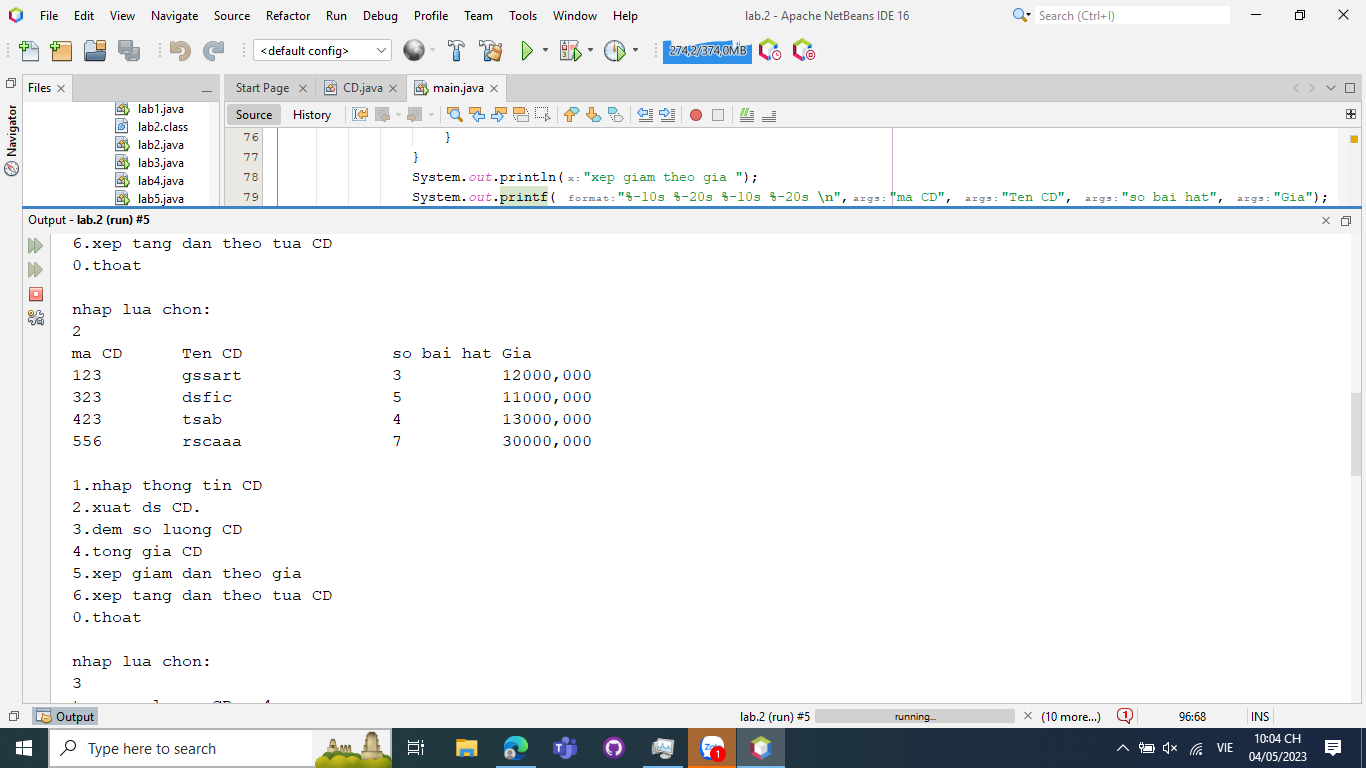 File Edit View Navigate Source Refactor Run Debug Profile Team Tools Window Help
lab.2 - Apache NetBeans IDE 16
Search (Ctrl+I)
<default config>
274,2/374,0MB
Files
Start Page
CD.java
main.java
Navigator
Source History
lab1.java
lab2.class
lab2.java
lab3.java
lab4.java
lab5.java
76 }
77 }
78 System.out.println(x:"xep giam theo gia ");
79 System.out.printf( format:"%-10s %-20s %-10s %-20s \n", args:"ma CD", args:"Ten CD", args:"so bai hat", args:"Gia");
Output - lab.2 (run) #5
6.xep tang dan theo tua CD
0.thoat
nhap lua chon:
2
ma CD Ten CD so bai hat Gia
123 gssart 3 12000,000
323 dsfic 5 11000,000
423 tsab 4 13000,000
556 rscaaa 7 30000,000
1.nhap thong tin CD
2.xuat ds CD.
3.dem so luong CD
4.tong gia CD
5.xep giam dan theo gia
6.xep tang dan theo tua CD
0.thoat
nhap lua chon:
3
Output
lab.2 (run) #5
running...
(10 more...)
1
96:68
INS
Type here to search
1
VIE
10:04 CH
04/05/2023